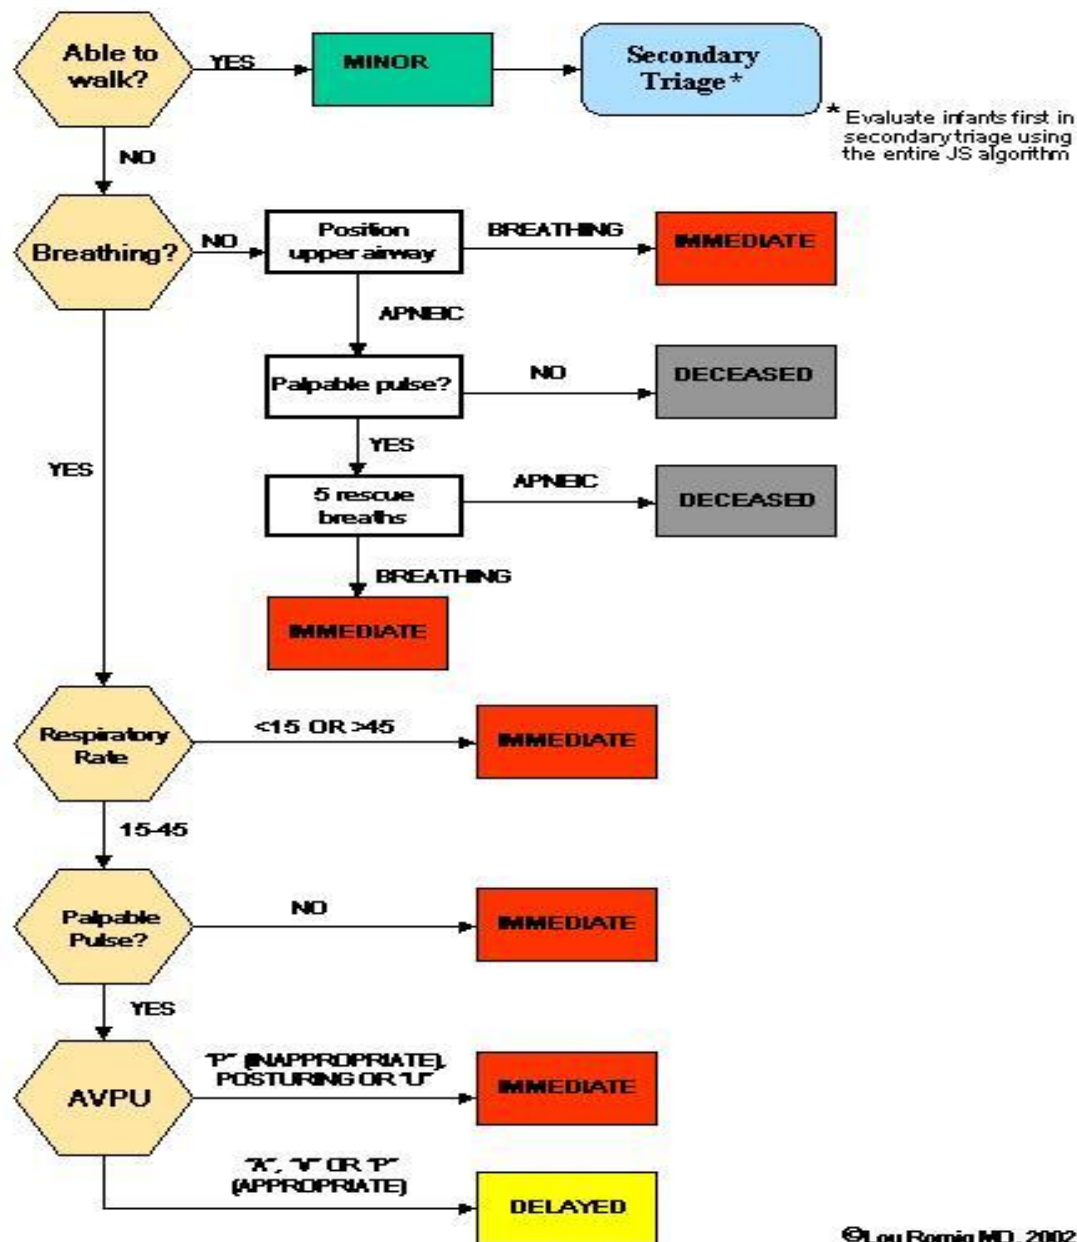 Able to
walk?
YES
MINOR
Secondary
Triage*
* Evaluate infants first in
secondary triage using
the entire JS algorithm
NO
Breathing?
NO
Position
upper airway
BREATHING
IMMEDIATE
APNEIC
Palpable pulse?
NO
DECEASED
YES
YES
5 rescue
breaths
APNEIC
DECEASED
BREATHING
IMMEDIATE
Respiratory
Rate
<15 OR >45
IMMEDIATE
15-45
Palpable
Pulse?
NO
IMMEDIATE
YES
AVPU
"P" (INAPPROPRIATE),
POSTURING OR "U"
IMMEDIATE
"A", "V" OR "P"
(APPROPRIATE)
DELAYED
©Lou Romig MD, 2002